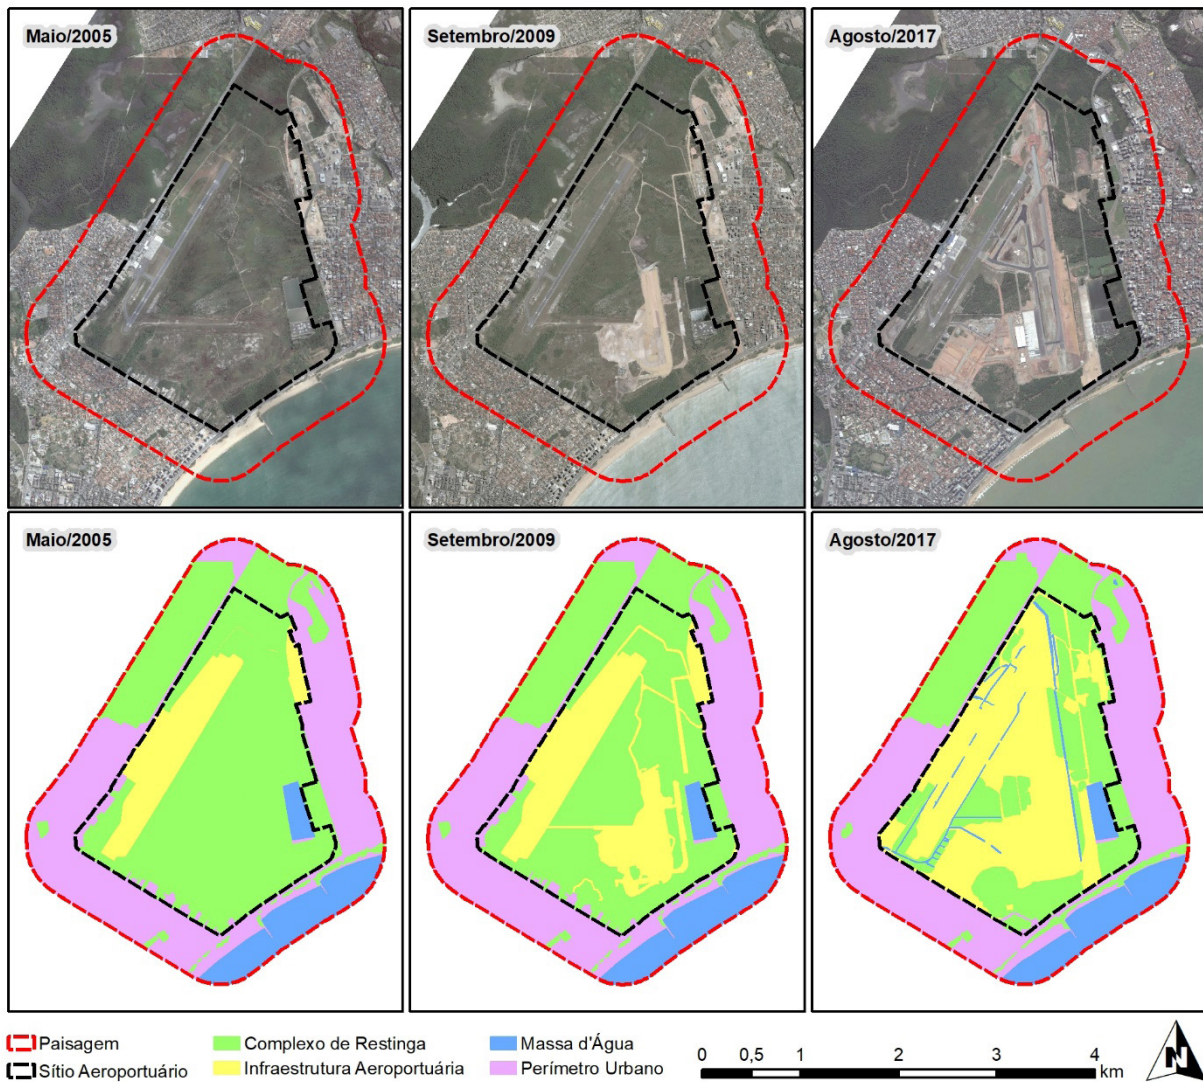 Maio/2005
Setembro/2009
Agosto/2017
Maio/2005
Setembro/2009
Agosto/2017
Paisagem
Sítio Aeroportuário
Complexo de Restinga
Infraestrutura Aeroportuária
Massa d'Água
Perímetro Urbano
0 0,5 1 2 3 4
km
N